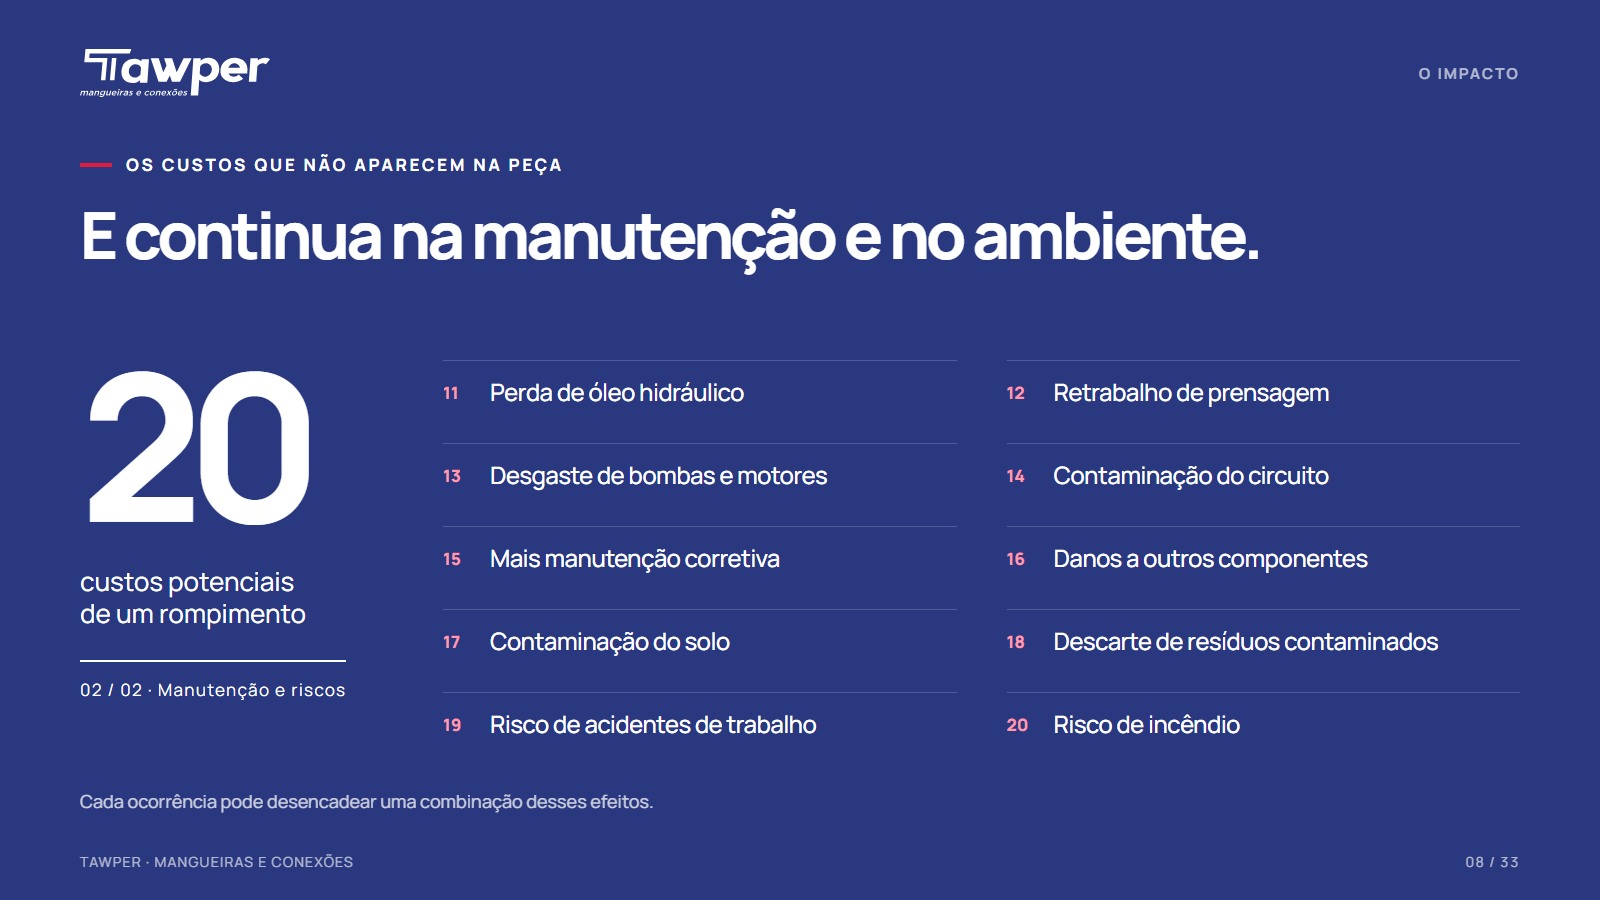 Tawper
mangueiras e conexões
O IMPACTO
OS CUSTOS QUE NÃO APARECEM NA PEÇA
E continua na manutenção e no ambiente.
20
custos potenciais
de um rompimento
02 / 02 · Manutenção e riscos
11 Perda de óleo hidráulico
12 Retrabalho de prensagem
13 Desgaste de bombas e motores
14 Contaminação do circuito
15 Mais manutenção corretiva
16 Danos a outros componentes
17 Contaminação do solo
18 Descarte de resíduos contaminados
19 Risco de acidentes de trabalho
20 Risco de incêndio
Cada ocorrência pode desencadear uma combinação desses efeitos.
TAWPER · MANGUEIRAS E CONEXÕES
08 / 33